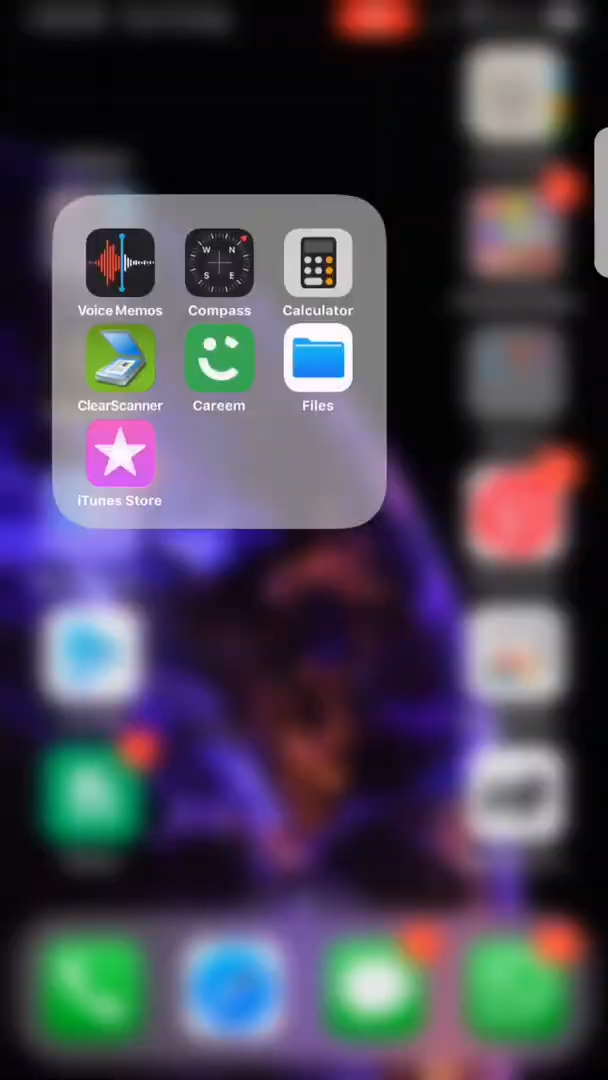 Voice Memos
Compass
Calculator
W N
S E
ClearScanner
Careem
Files
iTunes Store